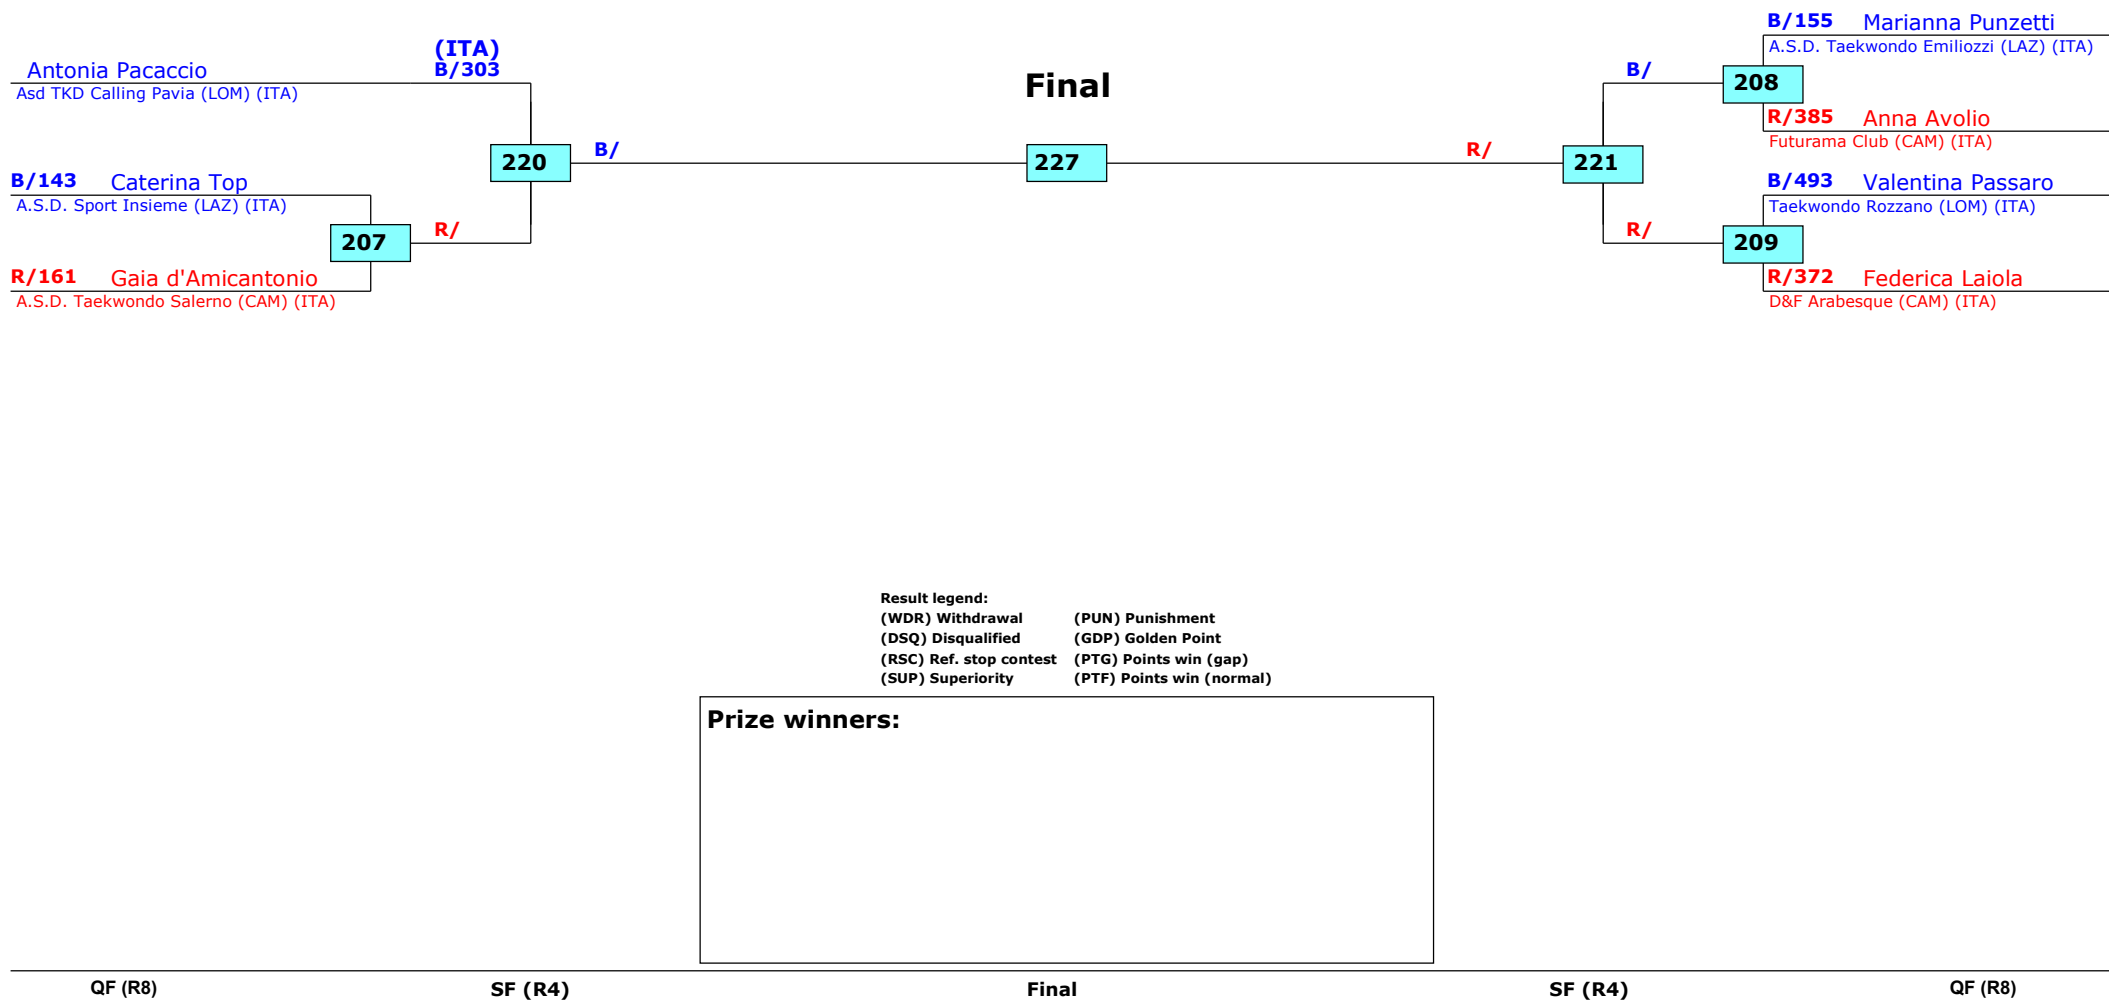 (ITA)
B/303
Antonia Pacaccio
Asd TKD Calling Pavia (LOM) (ITA)
B/143 Caterina Top
A.S.D. Sport Insieme (LAZ) (ITA)
207
R/
R/161 Gaia d'Amicantonio
A.S.D. Taekwondo Salerno (CAM) (ITA)
220
B/
Final
227
R/
221
B/
R/
B/155 Marianna Punzetti
A.S.D. Taekwondo Emiliozzi (LAZ) (ITA)
208
R/385 Anna Avolio
Futurama Club (CAM) (ITA)
B/493 Valentina Passaro
Taekwondo Rozzano (LOM) (ITA)
209
R/372 Federica Laiola
D&F Arabesque (CAM) (ITA)
Result legend:
(WDR) Withdrawal (PUN) Punishment
(DSQ) Disqualified (GDP) Golden Point
(RSC) Ref. stop contest (PTG) Points win (gap)
(SUP) Superiority (PTF) Points win (normal)
Prize winners:
QF (R8) SF (R4) Final SF (R4) QF (R8)